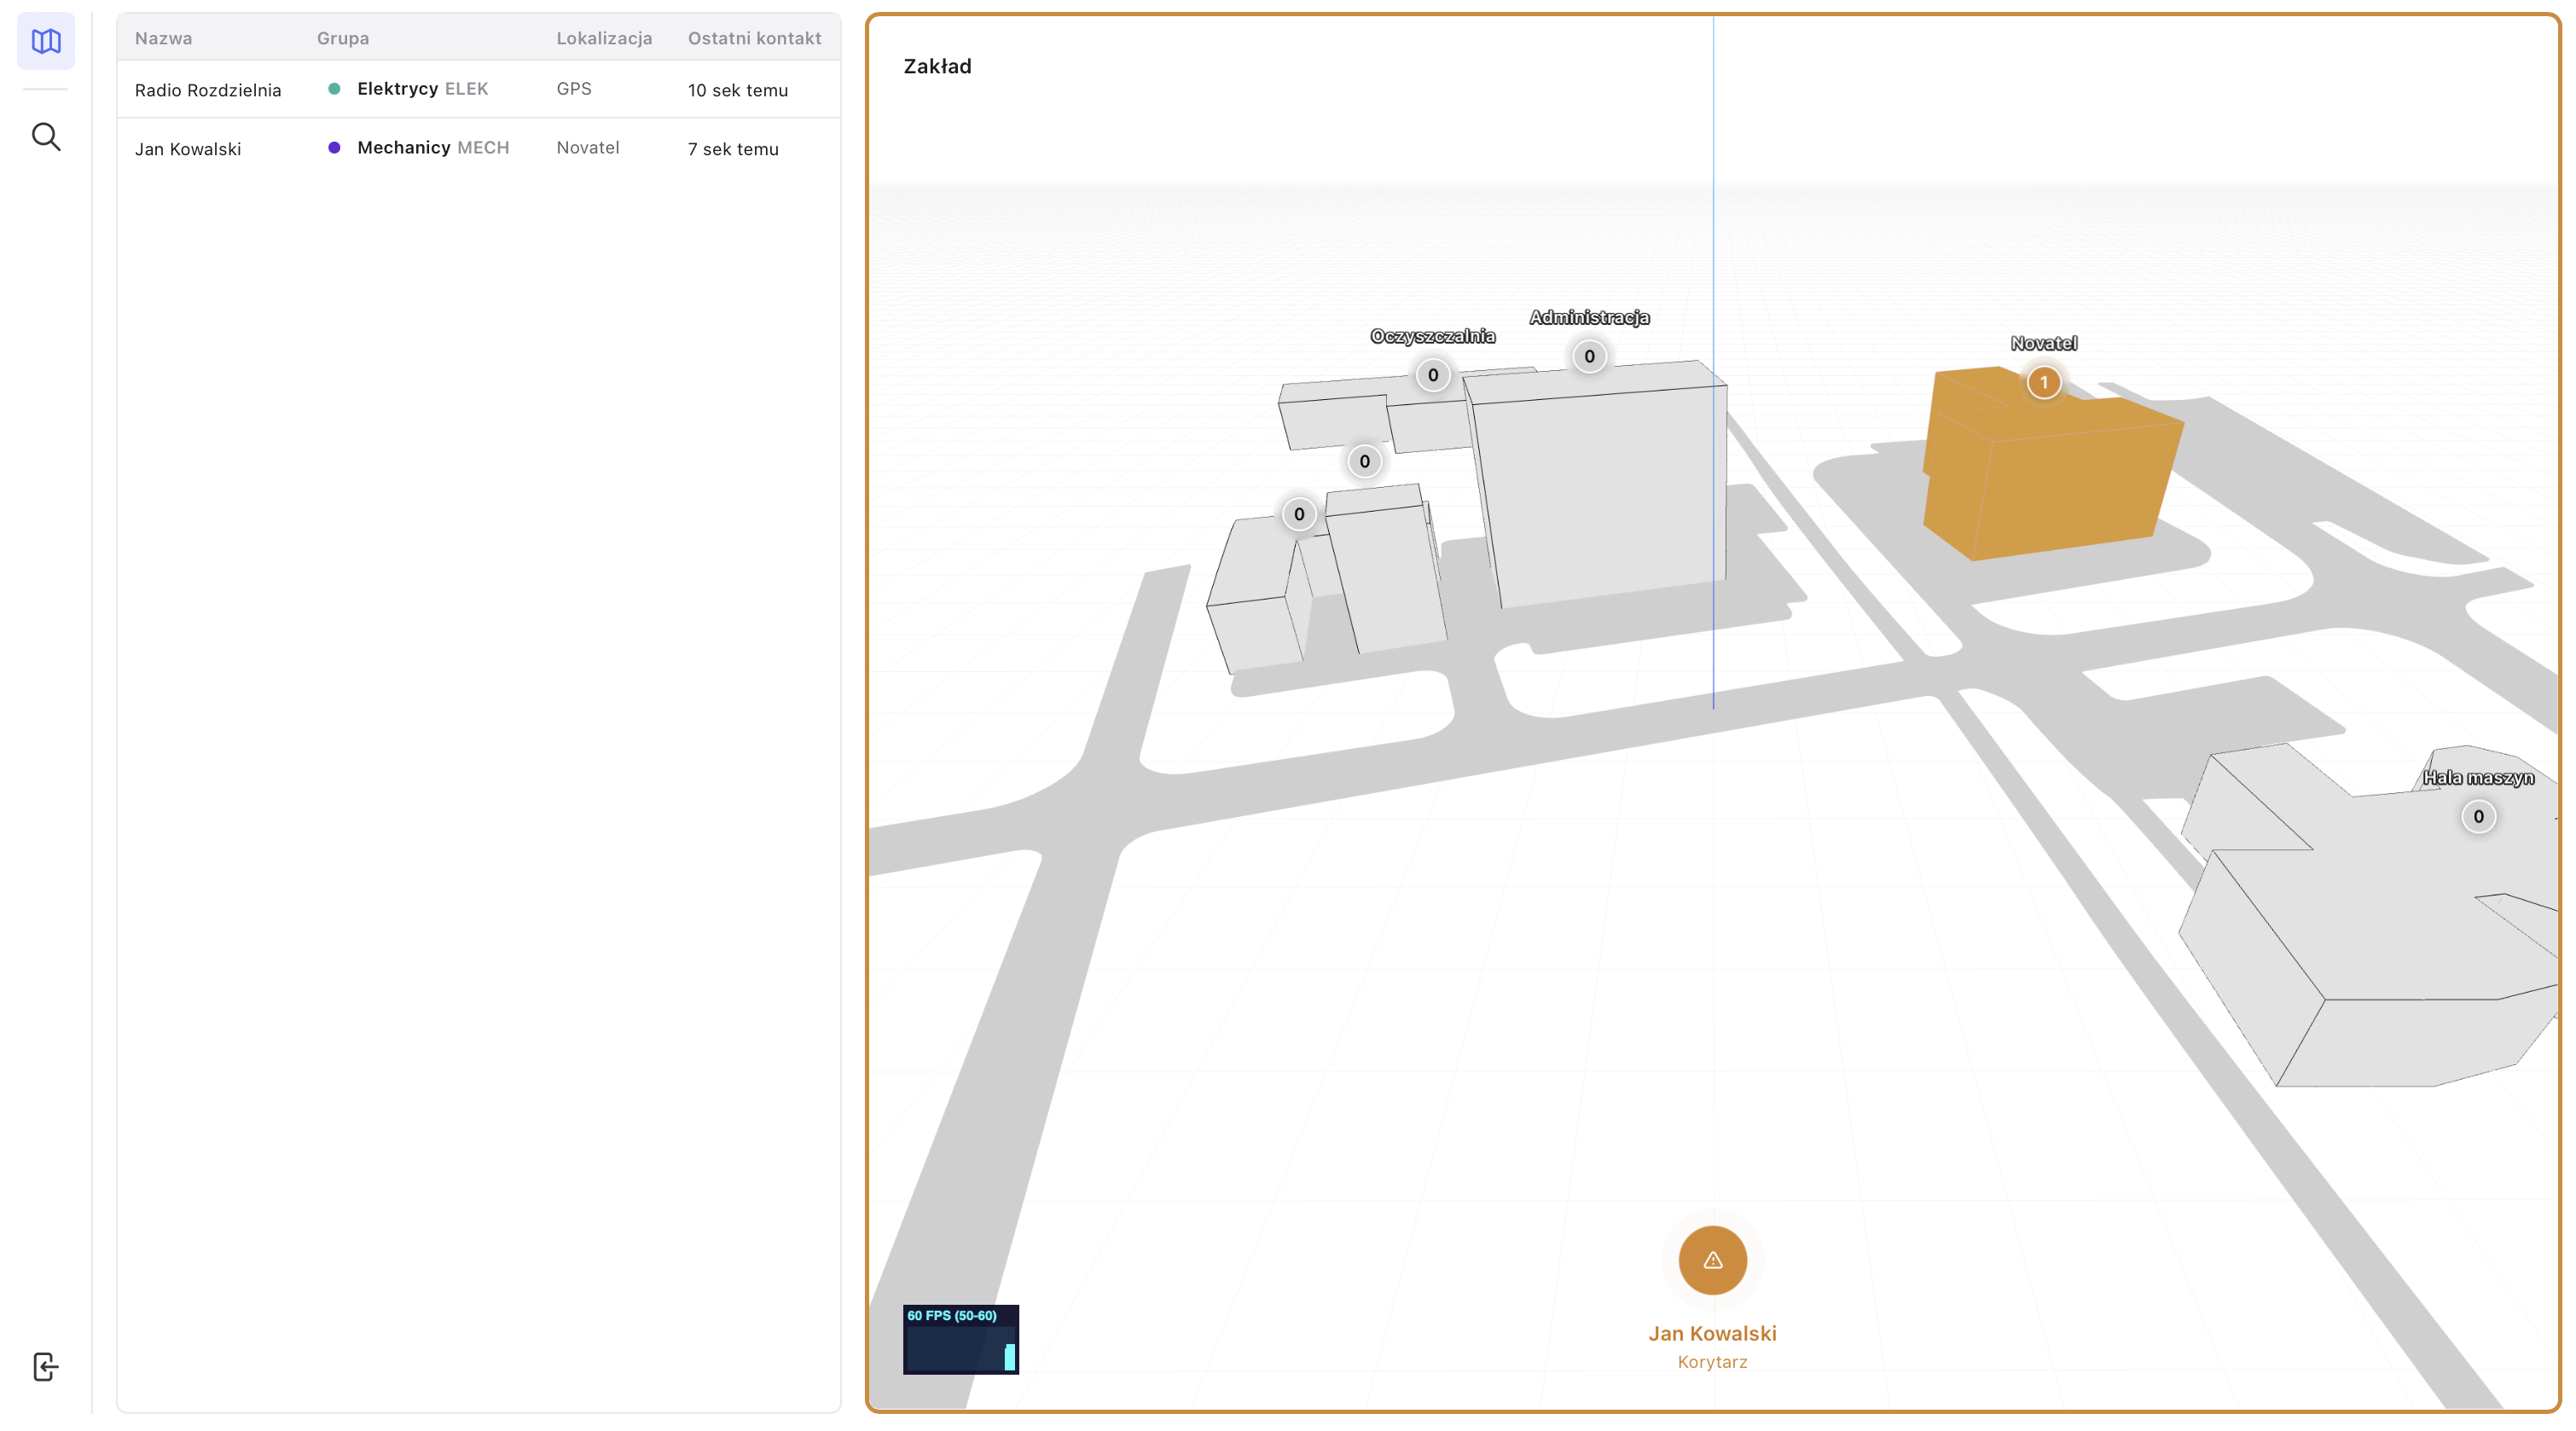 Nazwa Grupa Lokalizacja Ostatni kontakt
Radio Rozdzielnia Elektrycy ELEK GPS 10 sek temu
Jan Kowalski Mechanicy MECH Novatel 7 sek temu
Zakład
Administracja
0
Oczyszczalnia
0
Novatel
1
0
0
Hala maszyn
0
60 FPS (50-60)
Jan Kowalski
Korytarz